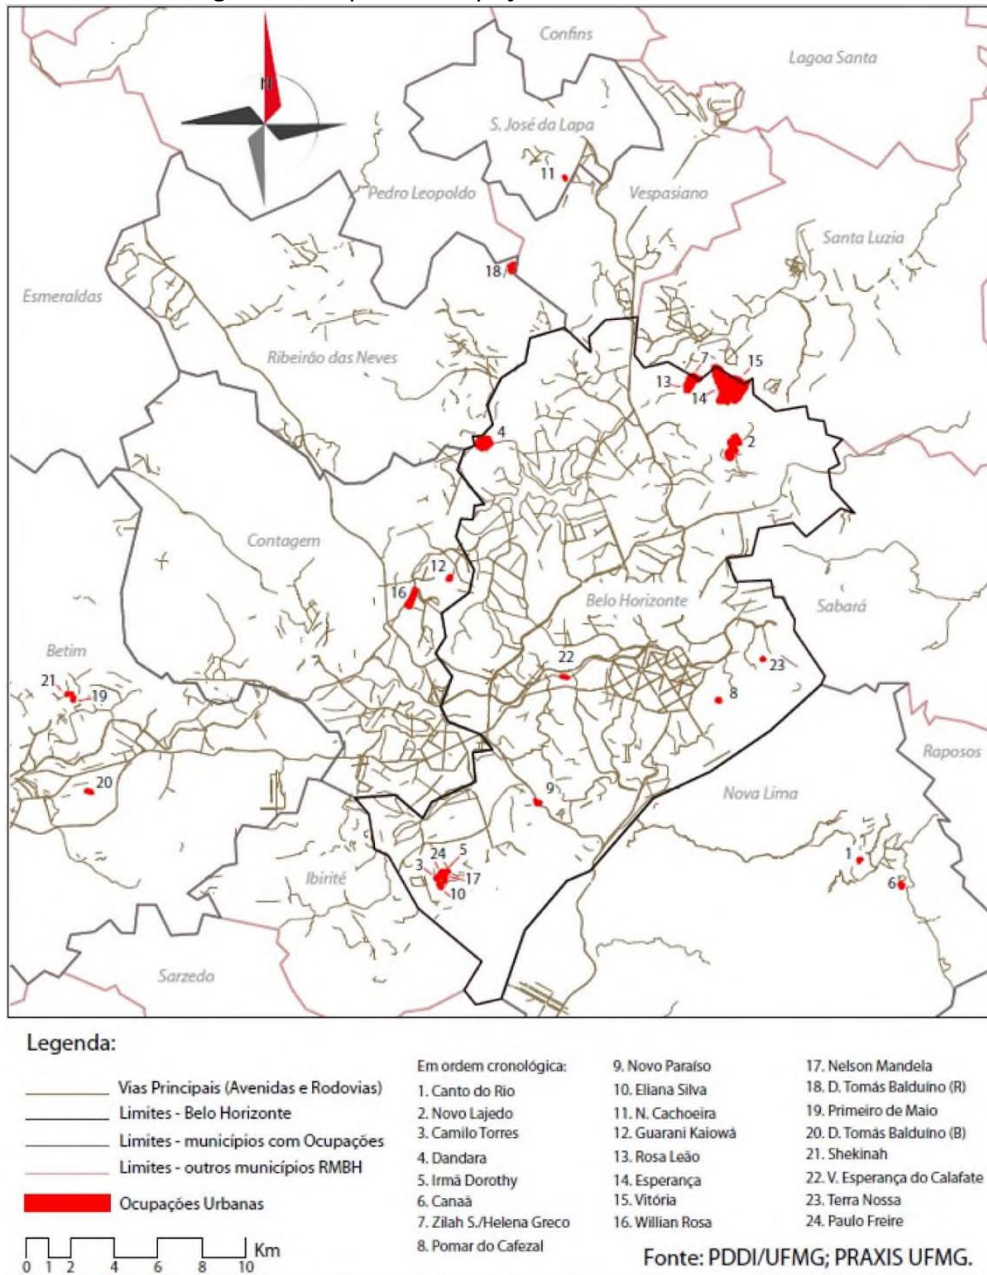 Confins
Lagoa Santa
N
S. José da Lapa
11
Pedro Leopoldo
Vespasiano
Santa Luzia
18
Esmeraldas
Ribeirão das Neves
7
15
13
14
4
2
Contagem
12
16
Belo Horizonte
Sabará
Betim
22
23
21
19
8
Raposos
20
9
Nova Lima
24
5
3
17
10
Ibirité
1
6
Sarzedo
Legenda:
Vias Principais (Avenidas e Rodovias)
Limites - Belo Horizonte
Limites - municípios com Ocupações
Limites - outros municípios RMBH
Ocupações Urbanas
Km
0 1 2 4 6 8 10
Em ordem cronológica:
1. Canto do Rio
2. Novo Lajedo
3. Camilo Torres
4. Dandara
5. Irmã Dorothy
6. Canaã
7. Zilah S./Helena Greco
8. Pomar do Cafezal
9. Novo Paraíso
10. Eliana Silva
11. N. Cachoeira
12. Guarani Kaiowá
13. Rosa Leão
14. Esperança
15. Vitória
16. Willian Rosa
17. Nelson Mandela
18. D. Tomás Balduíno (R)
19. Primeiro de Maio
20. D. Tomás Balduíno (B)
21. Shekinah
22. V. Esperança do Calafate
23. Terra Nossa
24. Paulo Freire
Fonte: PDDI/UFMG; PRAXIS UFMG.